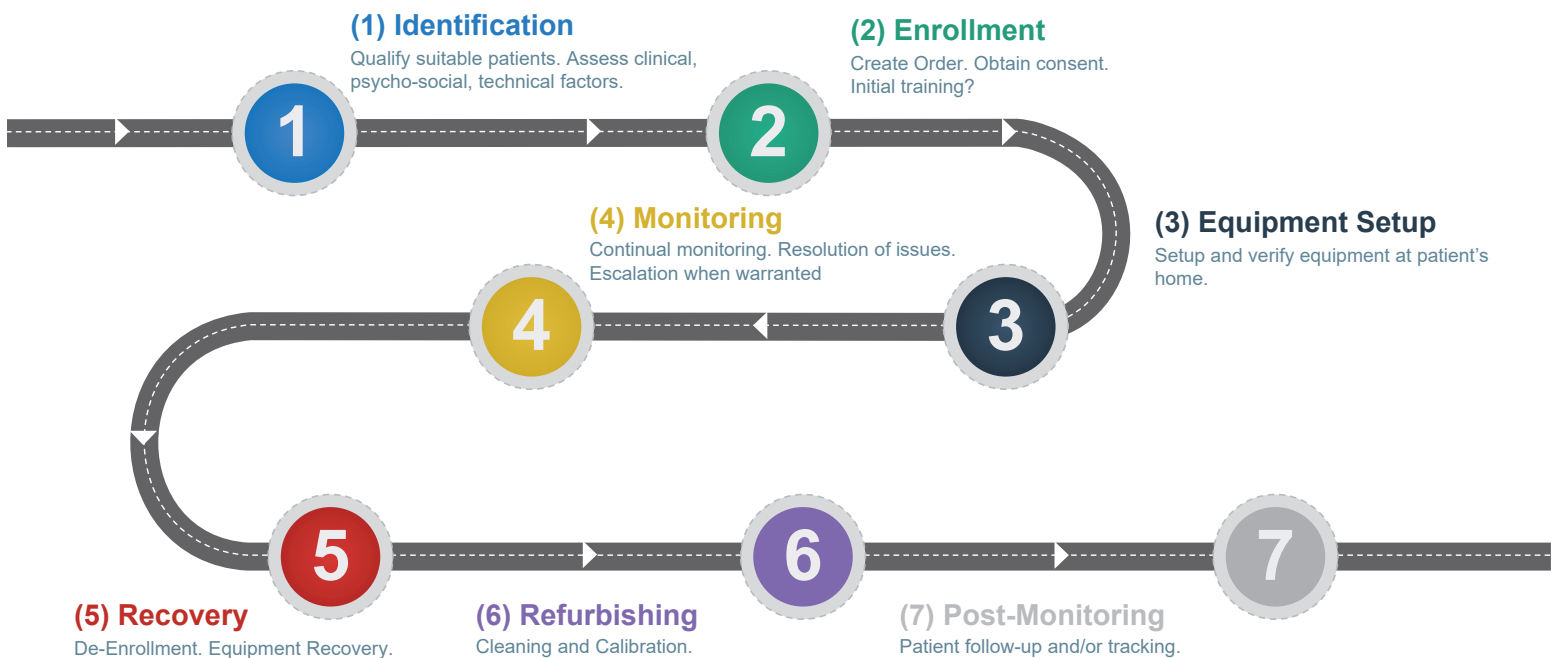 (1) Identification
Qualify suitable patients. Assess clinical,
psycho-social, technical factors.
1
(2) Enrollment
Create Order. Obtain consent.
Initial training?
2
(3) Equipment Setup
Setup and verify equipment at patient's
home.
3
(4) Monitoring
Continual monitoring. Resolution of issues.
Escalation when warranted
4
5
(5) Recovery
De-Enrollment. Equipment Recovery.
6
(6) Refurbishing
Cleaning and Calibration.
7
(7) Post-Monitoring
Patient follow-up and/or tracking.